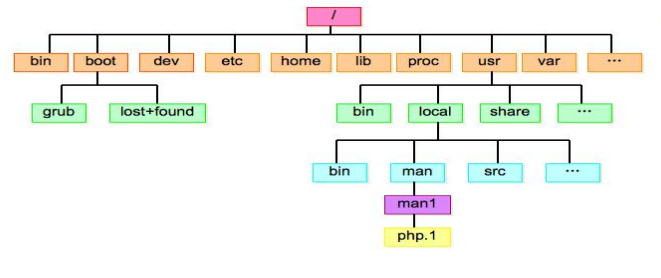 /
bin boot dev etc home lib proc usr var ...
grub lost+found bin local share ...
bin man src ...
man1
php.1